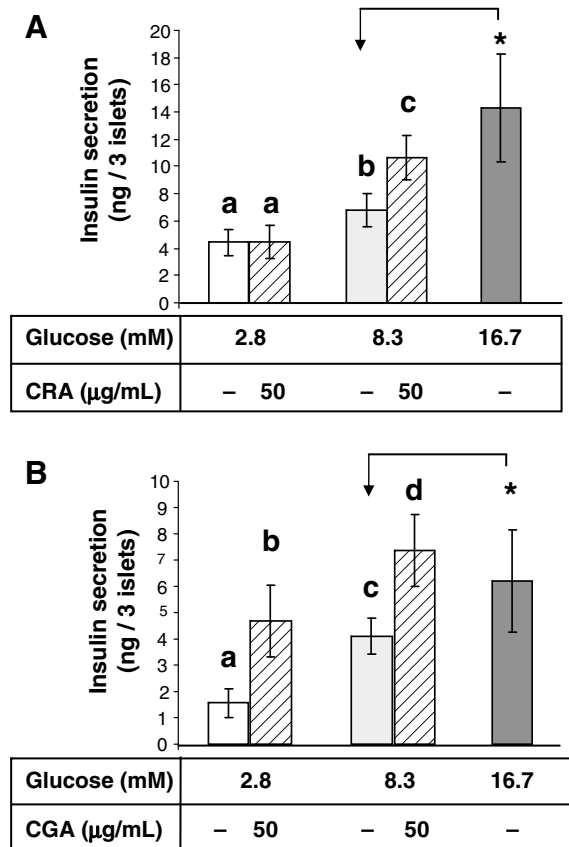 A
*
Insulin secretion
(ng / 3 islets)
20
18
16
14
12
10
8
6
4
2
0
a a b c
Glucose (mM) 2.8 8.3 16.7
CRA (μg/mL) – 50 – 50 –
B
*
Insulin secretion
(ng / 3 islets)
10
9
8
7
6
5
4
3
2
1
0
a b c d
Glucose (mM) 2.8 8.3 16.7
CGA (μg/mL) – 50 – 50 –